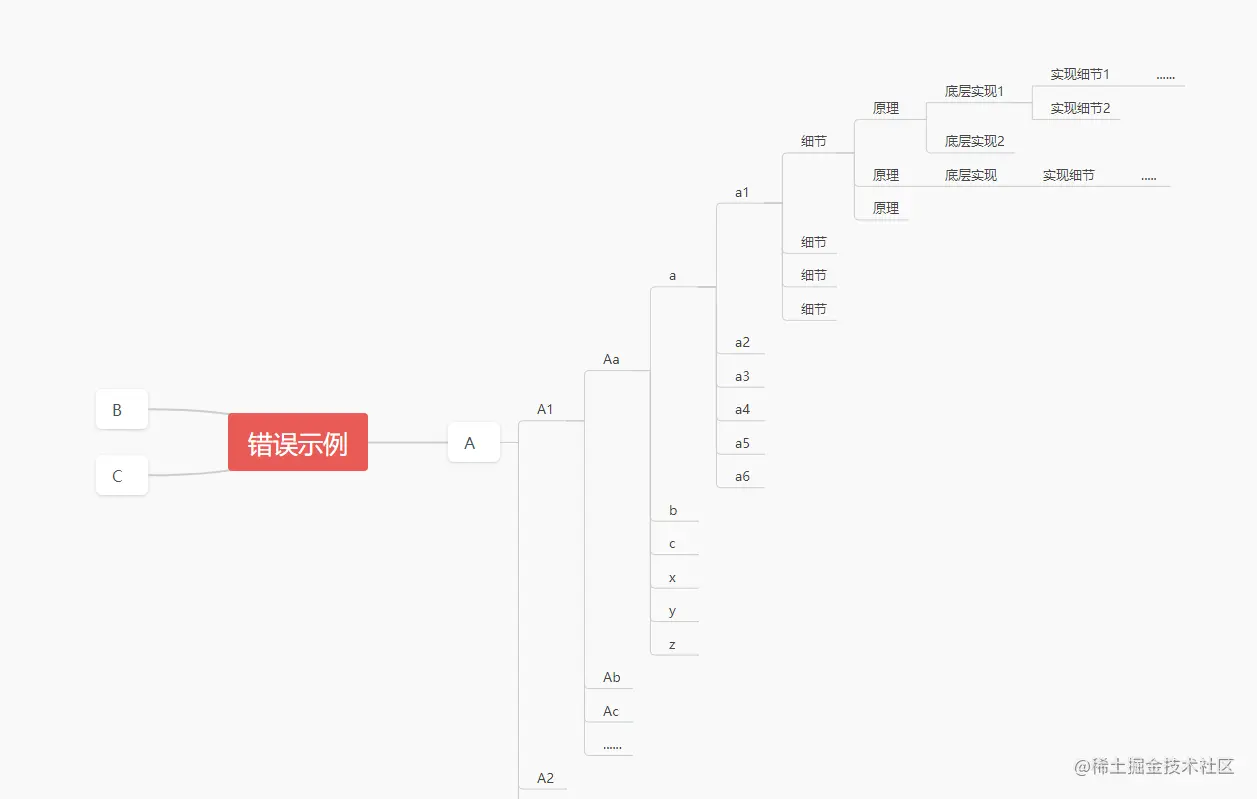 实现细节1 ......
底层实现1
原理
实现细节2
细节
底层实现2
原理 底层实现 实现细节 .....
a1
原理
细节
a
细节
细节
a2
Aa
a3
B
A1
a4
错误示例
A
a5
C
a6
b
c
x
y
z
Ab
Ac
......
A2
@稀土掘金技术社区